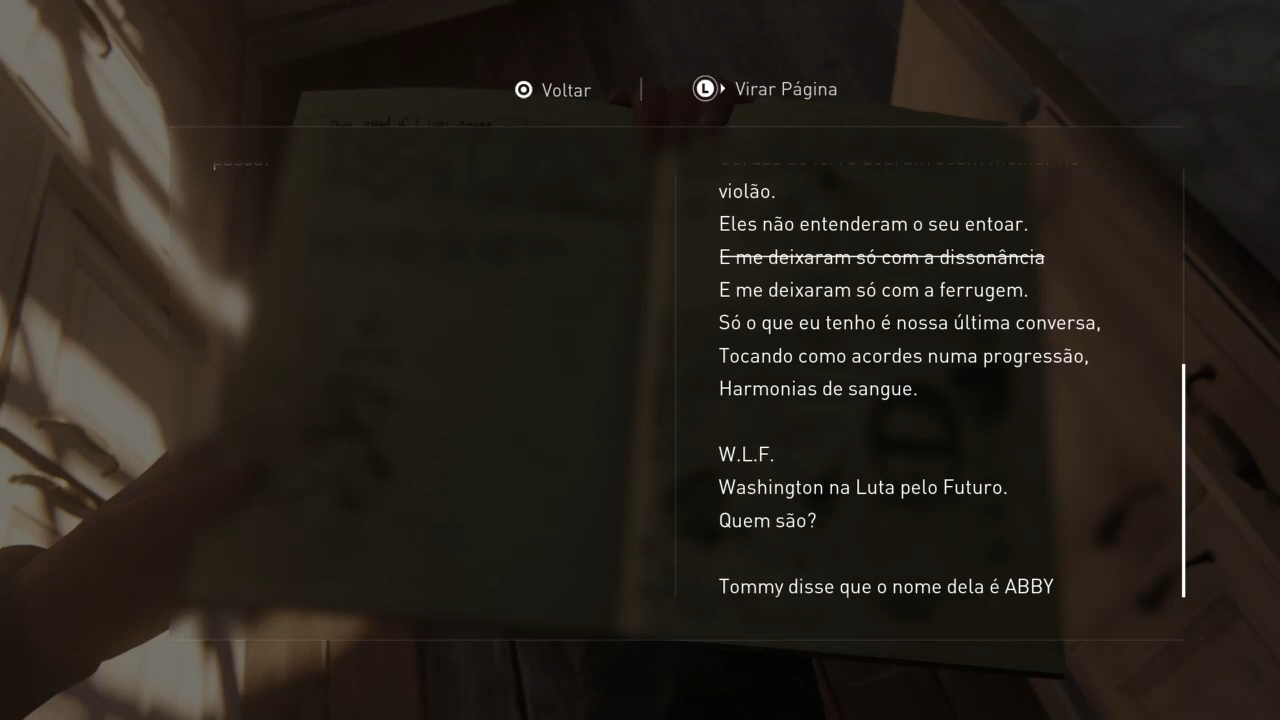 Voltar
Virar Página
violão.
Eles não entenderam o seu entoar.
E me deixaram só com a dissonância
E me deixaram só com a ferrugem.
Só o que eu tenho é nossa última conversa,
Tocando como acordes numa progressão,
Harmonias de sangue.
W.L.F.
Washington na Luta pelo Futuro.
Quem são?
Tommy disse que o nome dela é ABBY